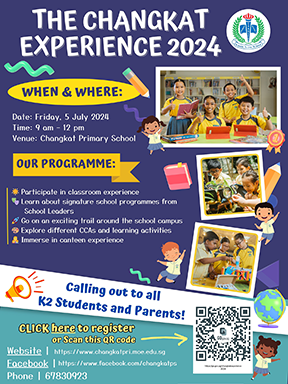 THE CHANGKAT
EXPERIENCE 2024
WHEN & WHERE:
Date: Friday, 5 July 2024
Time: 9 am - 12 pm
Venue: Changkat Primary School
OUR PROGRAMME:
Participate in classroom experience
Learn about signature school programmes from
School Leaders
Go on an exciting trail around the school campus
Explore different CCAs and learning activities
Immerse in canteen experience
Calling out to all
K2 Students and Parents!
CLICK here to register
or Scan this QR code
Website | https://www.changkatpri.moe.edu.sg
Facebook | https://www.facebook.com/changkatps
Phone | 67830923